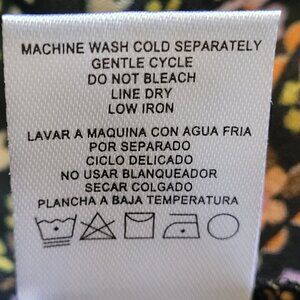 MACHINE WASH COLD SEPARATELY
GENTLE CYCLE
DO NOT BLEACH
LINE DRY
LOW IRON
LAVAR A MAQUINA CON AGUA FRIA
POR SEPARADO
CICLO DELICADO
NO USAR BLANQUEADOR
SECAR COLGADO
PLANCHA A BAJA TEMPERATURA